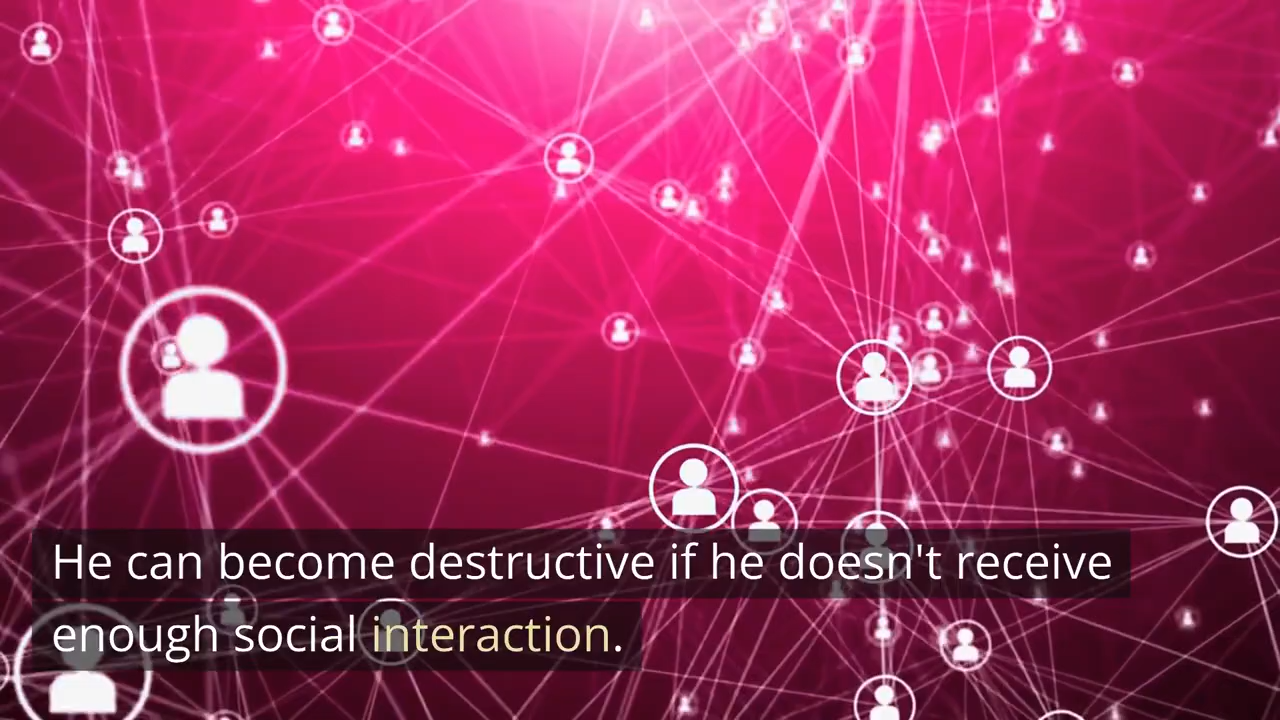 He can become destructive if he doesn't receive
enough social interaction.